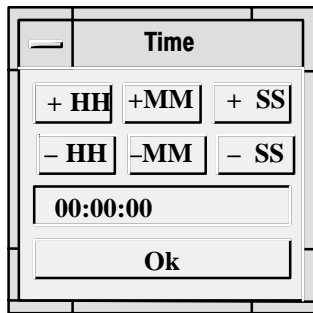 Time
+ HH +MM + SS
– HH –MM – SS
00:00:00
Ok